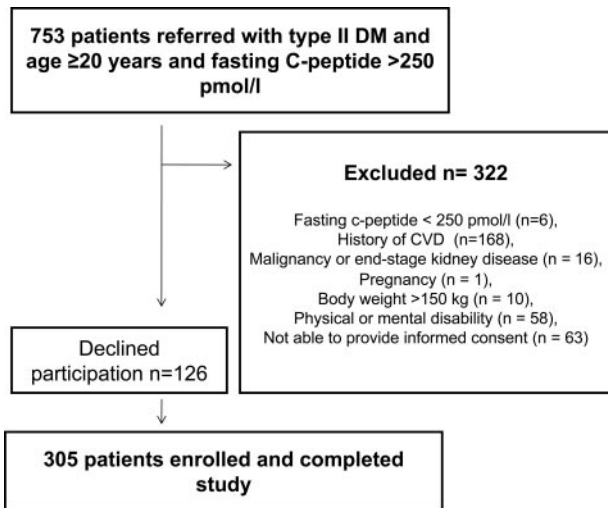 753 patients referred with type II DM and
age ≥20 years and fasting C-peptide >250
pmol/l
Excluded n= 322
Fasting c-peptide < 250 pmol/l (n=6),
History of CVD (n=168),
Malignancy or end-stage kidney disease (n = 16),
Pregnancy (n = 1),
Body weight >150 kg (n = 10),
Physical or mental disability (n = 58),
Not able to provide informed consent (n = 63)
Declined
participation n=126
305 patients enrolled and completed
study